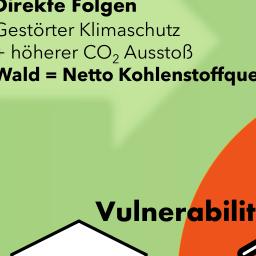 Direkte Folgen
Gestörter Klimaschutz
+ höherer CO₂ Ausstoß
Wald = Netto Kohlenstoffque
Vulnerabilit